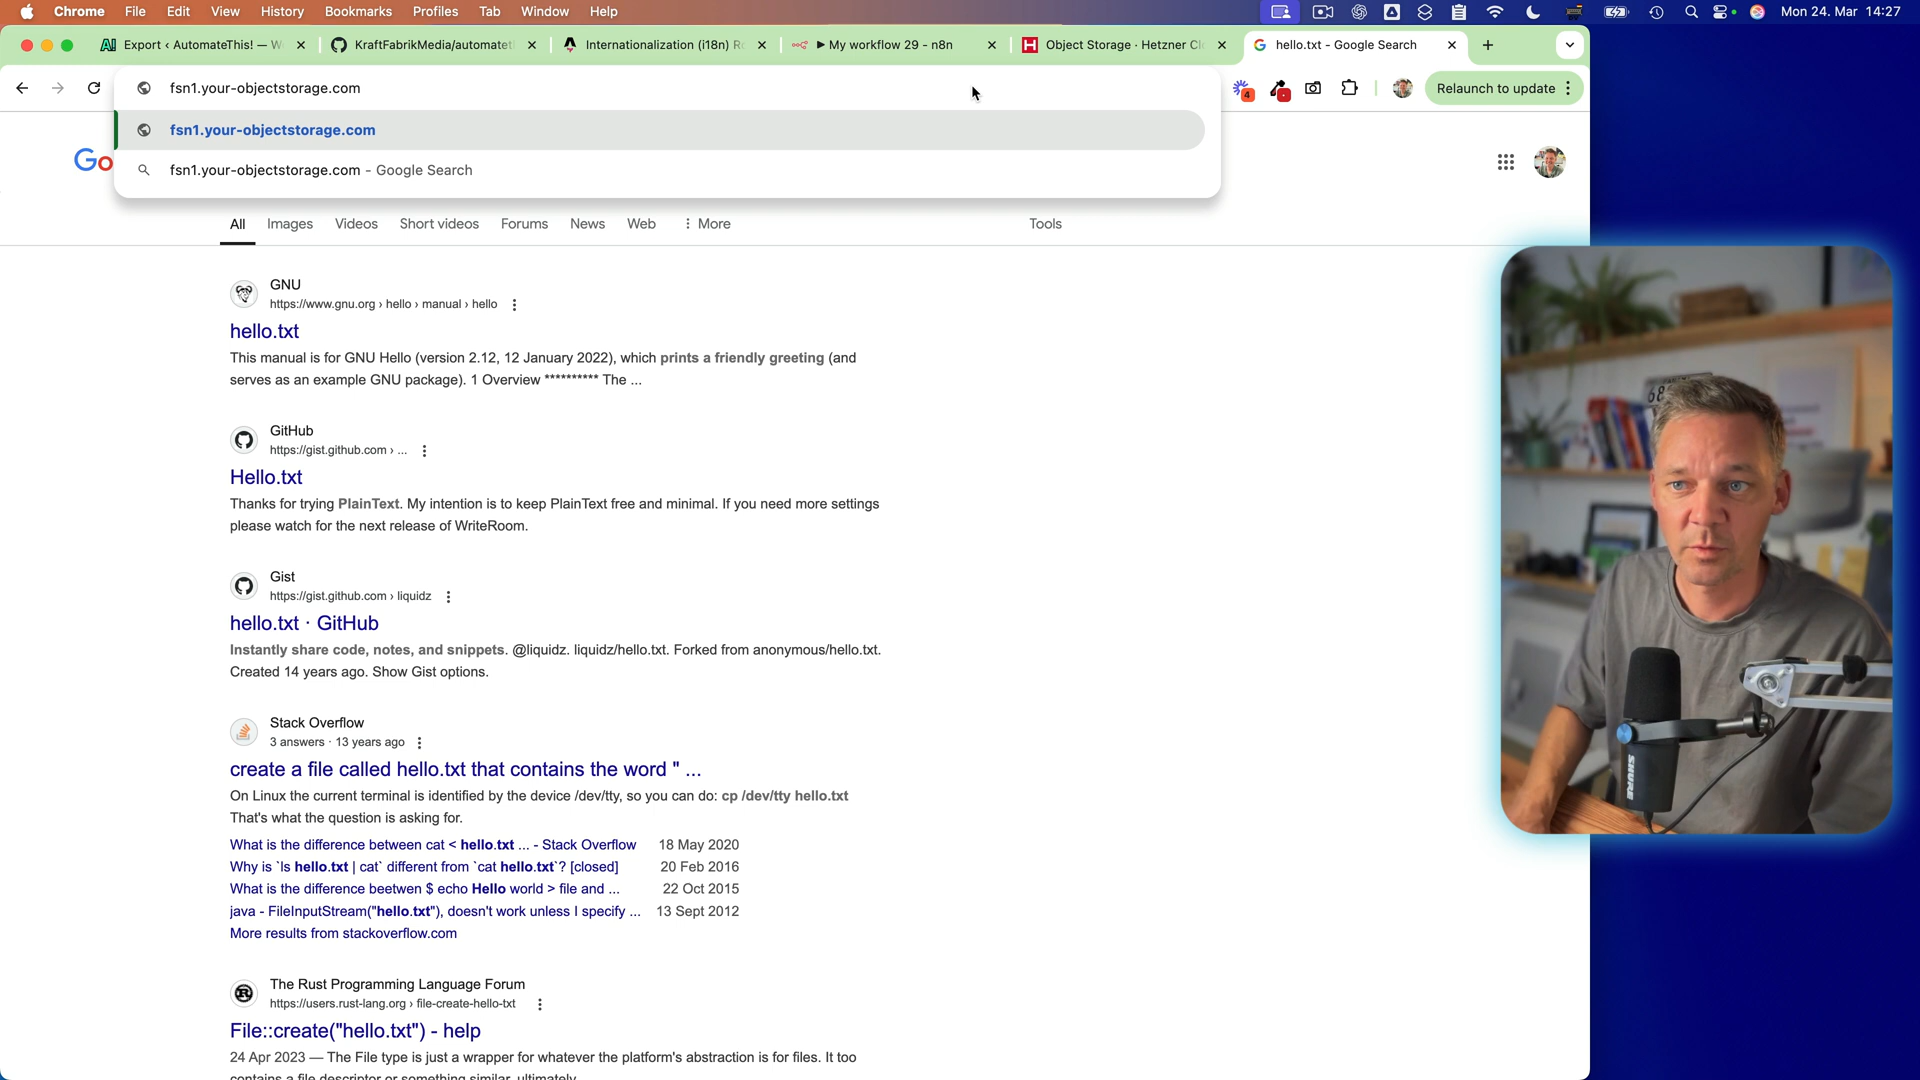 Chrome File Edit View History Bookmarks Profiles Tab Window Help
Mon 24. Mar 14:27
Export ‹ AutomateThis! — W
KraftFabrikMedia/automatet
Internationalization (i18n) R
My workflow 29 - n8n
Object Storage · Hetzner Cl
hello.txt - Google Search
fsn1.your-objectstorage.com
4
Relaunch to update
fsn1.your-objectstorage.com
fsn1.your-objectstorage.com - Google Search
Go
All Images Videos Short videos Forums News Web More Tools
GNU
https://www.gnu.org › hello › manual › hello
hello.txt
This manual is for GNU Hello (version 2.12, 12 January 2022), which prints a friendly greeting (and
serves as an example GNU package). 1 Overview ********** The ...
GitHub
https://gist.github.com › ...
Hello.txt
Thanks for trying PlainText. My intention is to keep PlainText free and minimal. If you need more settings
please watch for the next release of WriteRoom.
Gist
https://gist.github.com › liquidz
hello.txt · GitHub
Instantly share code, notes, and snippets. @liquidz. liquidz/hello.txt. Forked from anonymous/hello.txt.
Created 14 years ago. Show Gist options.
Stack Overflow
3 answers · 13 years ago
create a file called hello.txt that contains the word " ...
On Linux the current terminal is identified by the device /dev/tty, so you can do: cp /dev/tty hello.txt
That's what the question is asking for.
What is the difference between cat < hello.txt ... - Stack Overflow 18 May 2020
Why is `ls hello.txt | cat` different from `cat hello.txt`? [closed] 20 Feb 2016
What is the difference beetwen $ echo Hello world > file and ... 22 Oct 2015
java - FileInputStream("hello.txt"), doesn't work unless I specify ... 13 Sept 2012
More results from stackoverflow.com
The Rust Programming Language Forum
https://users.rust-lang.org › file-create-hello-txt
File::create("hello.txt") - help
24 Apr 2023 — The File type is just a wrapper for whatever the platform's abstraction is for files. It too
contains a file descriptor or something similar, ultimately
SHURE